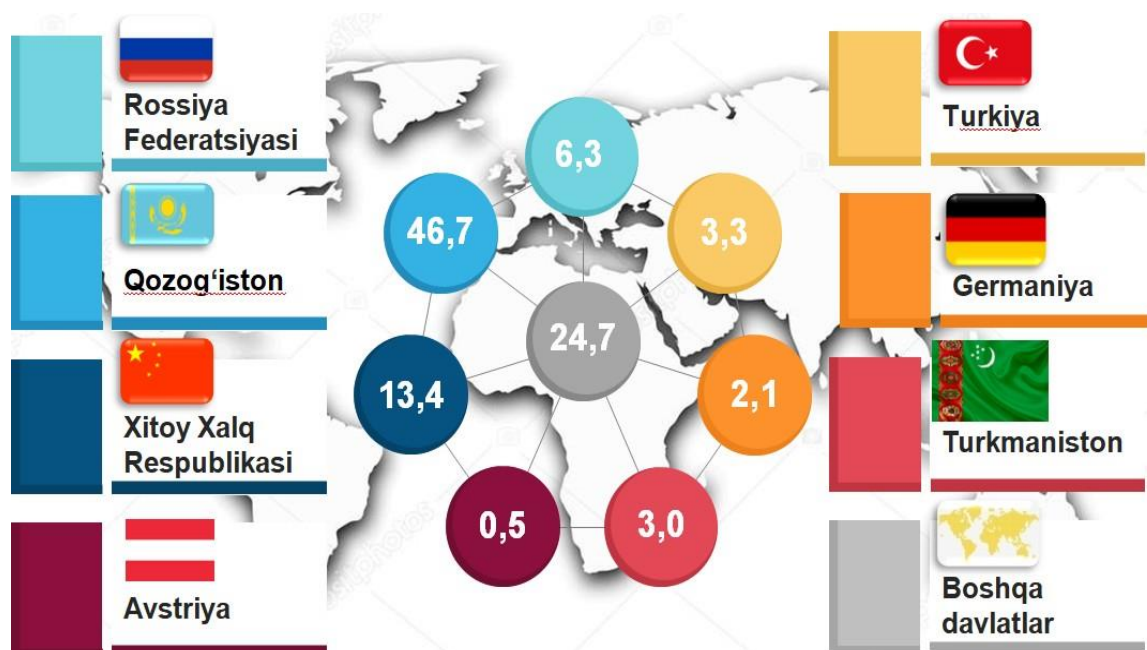 Rossiya
Federatsiyasi
Qozog‘iston
Xitoy Xalq
Respublikasi
Avstriya
6,3
46,7
3,3
24,7
13,4
2,1
0,5
3,0
Turkiya
Germaniya
Turkmaniston
Boshqa
davlatlar